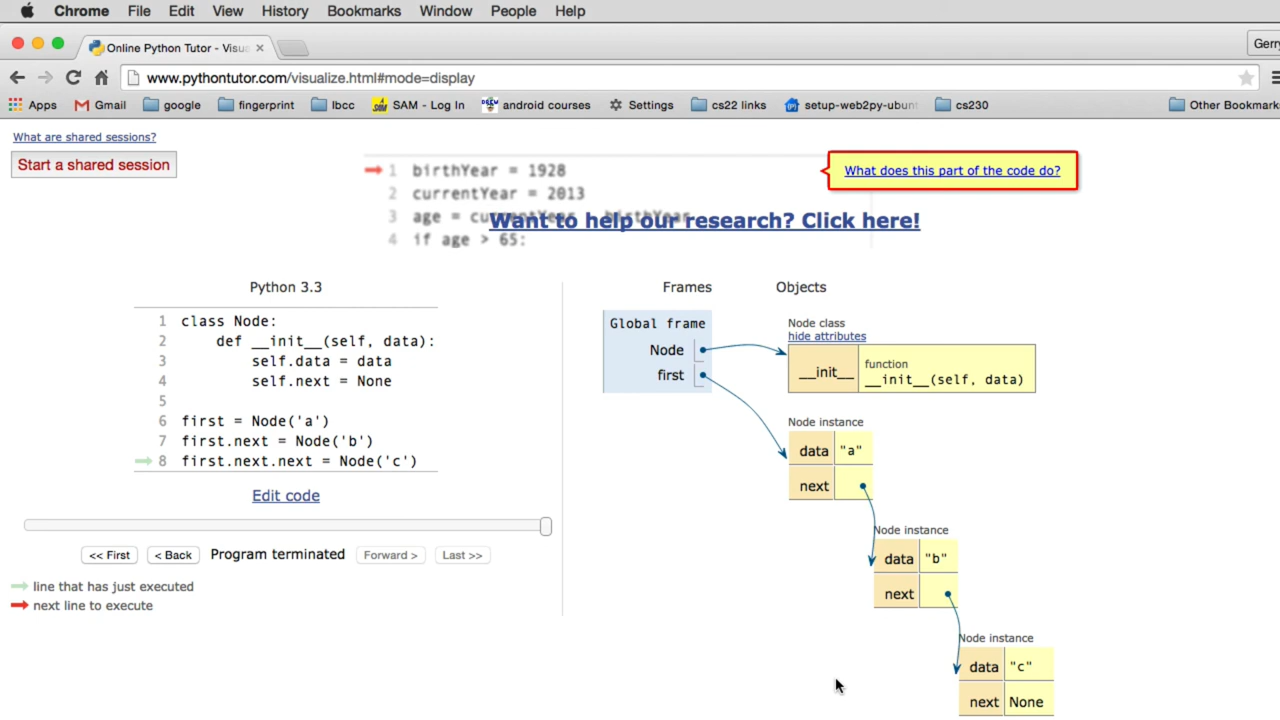 Chrome File Edit View History Bookmarks Window People Help
Online Python Tutor - Visu
Gerry
www.pythontutor.com/visualize.html#mode=display
Apps Gmail google fingerprint lbcc SAM - Log In android courses Settings cs22 links setup-web2py-ubun cs230 Other Bookmarks
What are shared sessions?
Start a shared session
1 birthYear = 1928
2 currentYear = 2013
3 age = currentYear - birthYear
4 if age > 65:
What does this part of the code do?
Want to help our research? Click here!
Python 3.3
1 class Node:
2 def __init__(self, data):
3 self.data = data
4 self.next = None
5
6 first = Node('a')
7 first.next = Node('b')
8 first.next.next = Node('c')
Edit code
<< First < Back Program terminated Forward > Last >>
line that has just executed
next line to execute
Frames Objects
Global frame
Node
first
Node class
hide attributes
__init__ function
__init__(self, data)
Node instance
data "a"
next
Node instance
data "b"
next
Node instance
data "c"
next None